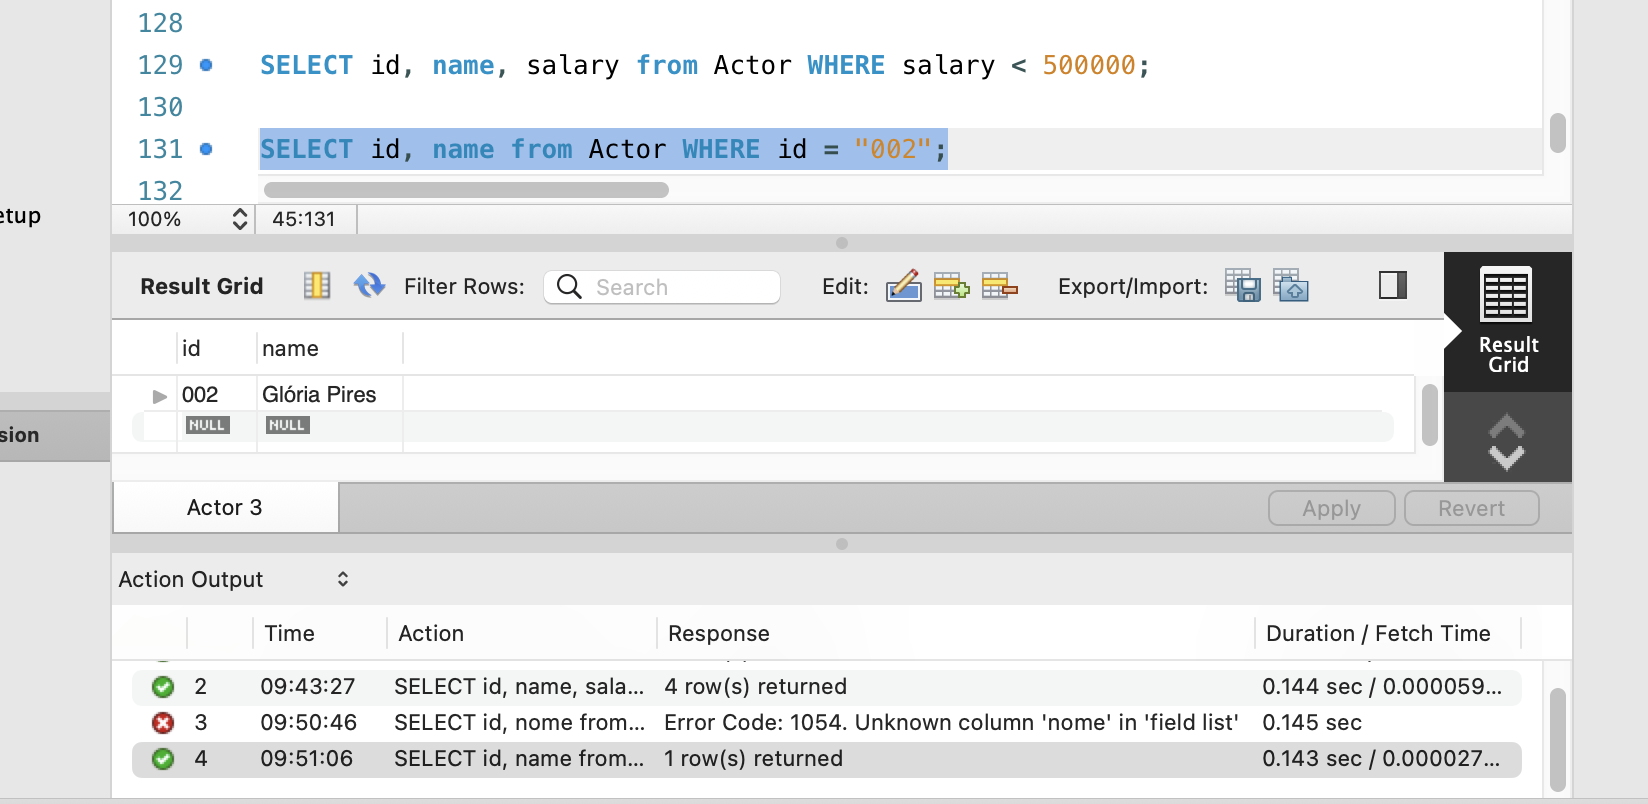 128
129 SELECT id, name, salary from Actor WHERE salary < 500000;
130
131 SELECT id, name from Actor WHERE id = "002";
132
etup
100% 45:131
Result Grid Filter Rows: Search Edit: Export/Import:
Result
Grid
id name
002 Glória Pires
NULL NULL
sion
Actor 3 Apply Revert
Action Output
Time Action Response Duration / Fetch Time
2 09:43:27 SELECT id, name, sala... 4 row(s) returned 0.144 sec / 0.000059...
3 09:50:46 SELECT id, nome from... Error Code: 1054. Unknown column 'nome' in 'field list' 0.145 sec
4 09:51:06 SELECT id, name from... 1 row(s) returned 0.143 sec / 0.000027...